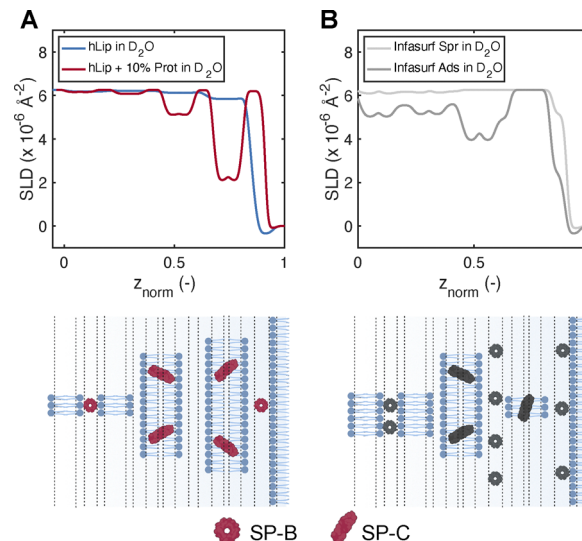 A
B
hLip in D₂O
hLip + 10% Prot in D₂O
Infasurf Spr in D₂O
Infasurf Ads in D₂O
SLD (x 10⁻⁶ Å⁻²)
8
6
4
2
0
0
0.5
1
z_norm (-)
SLD (x 10⁻⁶ Å⁻²)
8
6
4
2
0
0
0.5
z_norm (-)
SP-B
SP-C